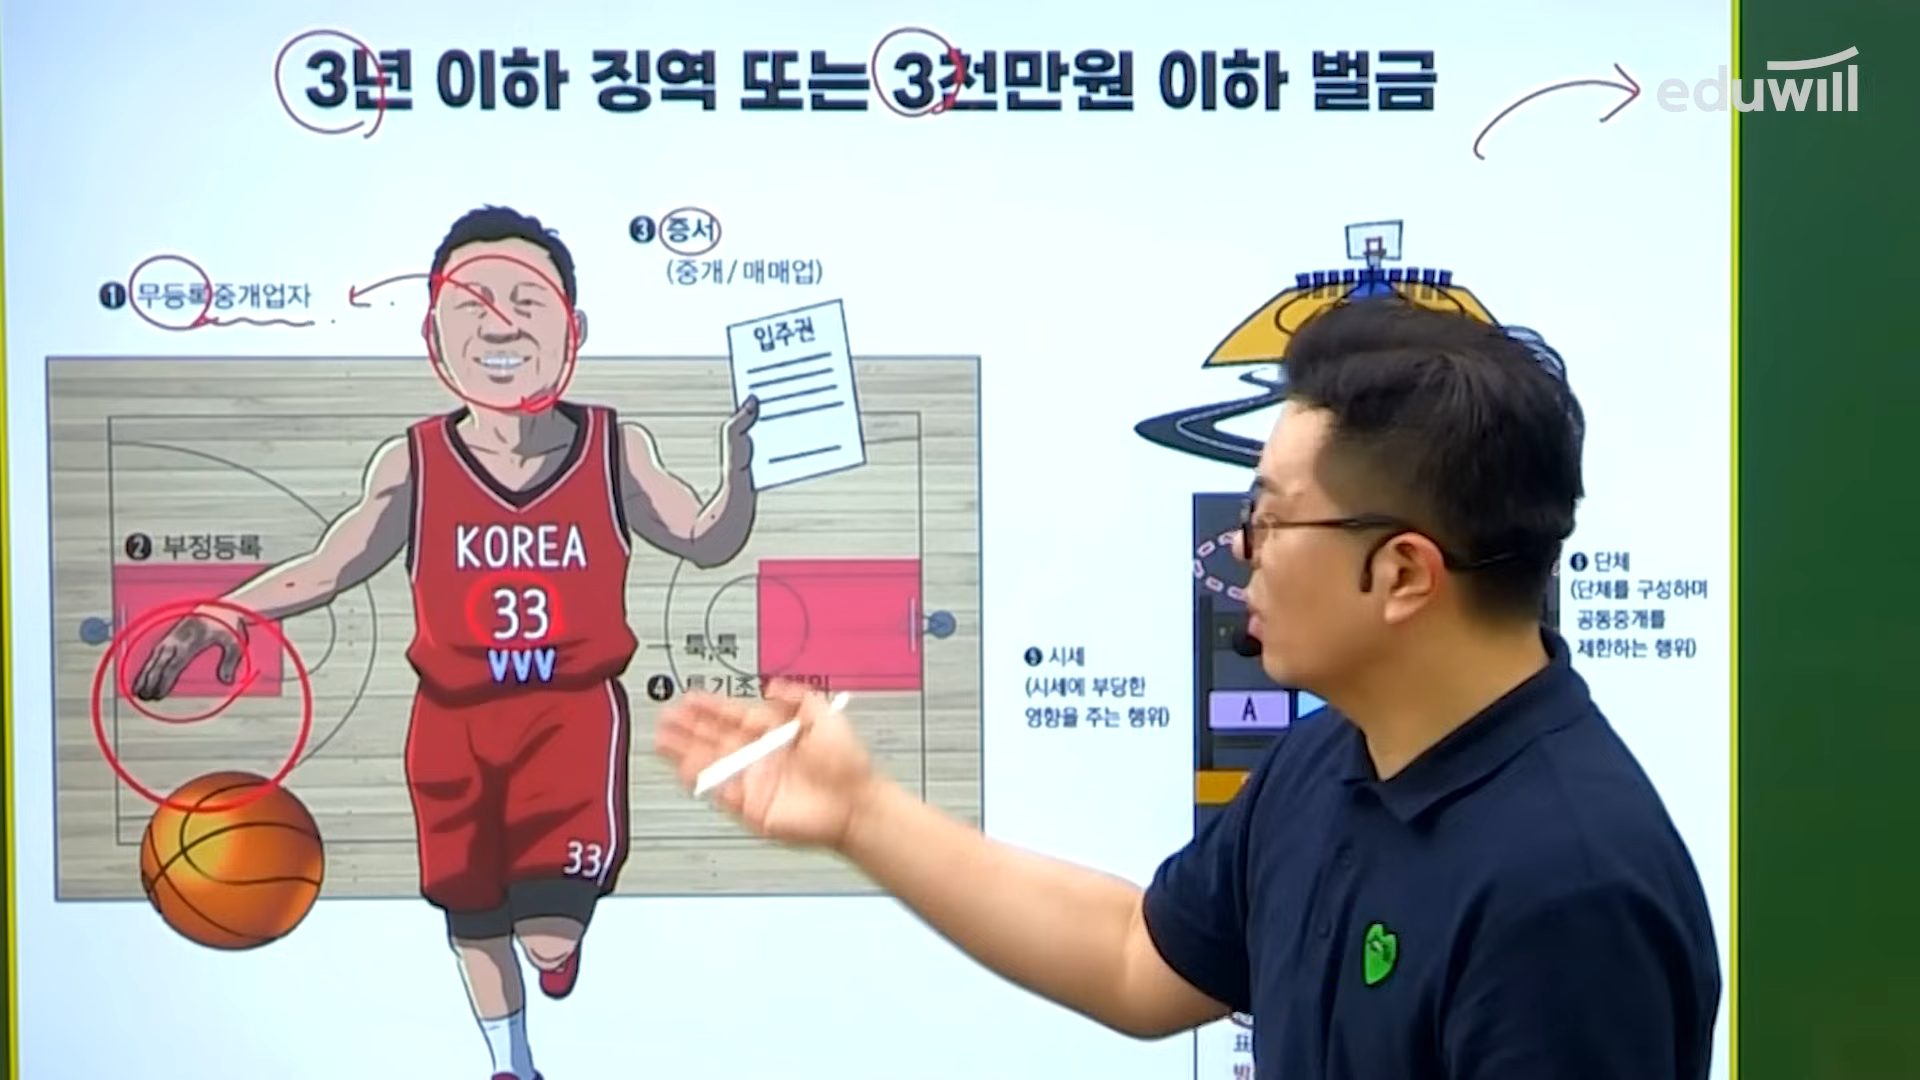 3년 이하 징역 또는 3천만원 이하 벌금
eduwill
❸ 증서
(중개/매매업)
❶ 무등록중개업자
입주권
❷ 부정등록
KOREA
33
VVV
툭,툭
❹
33
❺ 시세
(시세에 부당한
영향을 주는 행위)
A
❻ 단체
(단체를 구성하며
공동중개를
제한하는 행위)